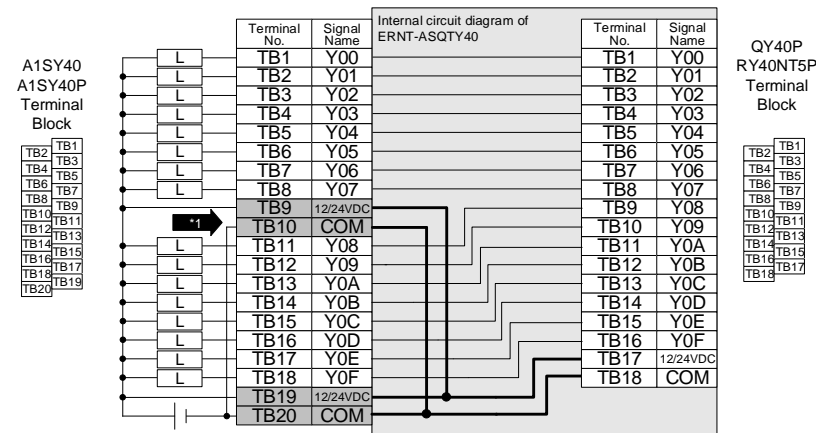 Internal circuit diagram of
ERNT-ASQTY40
A1SY40
A1SY40P
Terminal
Block
TB1
TB2
TB3
TB4
TB5
TB6
TB7
TB8
TB9
TB10
TB11
TB12
TB13
TB14
TB15
TB16
TB17
TB18
TB19
TB20
Terminal No. Signal Name
L TB1 Y00
L TB2 Y01
L TB3 Y02
L TB4 Y03
L TB5 Y04
L TB6 Y05
L TB7 Y06
L TB8 Y07
TB9 12/24VDC
*1 TB10 COM
L TB11 Y08
L TB12 Y09
L TB13 Y0A
L TB14 Y0B
L TB15 Y0C
L TB16 Y0D
L TB17 Y0E
L TB18 Y0F
TB19 12/24VDC
TB20 COM
Terminal No. Signal Name
TB1 Y00
TB2 Y01
TB3 Y02
TB4 Y03
TB5 Y04
TB6 Y05
TB7 Y06
TB8 Y07
TB9 Y08
TB10 Y09
TB11 Y0A
TB12 Y0B
TB13 Y0C
TB14 Y0D
TB15 Y0E
TB16 Y0F
TB17 12/24VDC
TB18 COM
QY40P
RY40NT5P
Terminal
Block
TB1
TB2
TB3
TB4
TB5
TB6
TB7
TB8
TB9
TB10
TB11
TB12
TB13
TB14
TB15
TB16
TB17
TB18